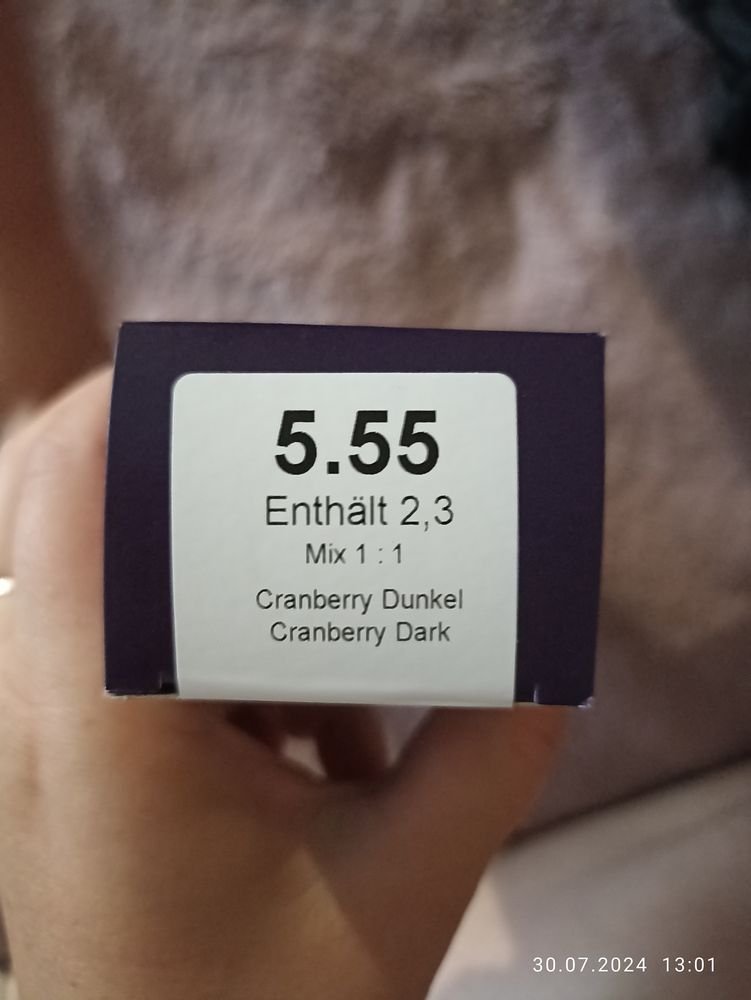 5.55
Enthält 2,3
Mix 1 : 1
Cranberry Dunkel
Cranberry Dark
30.07.2024 13:01